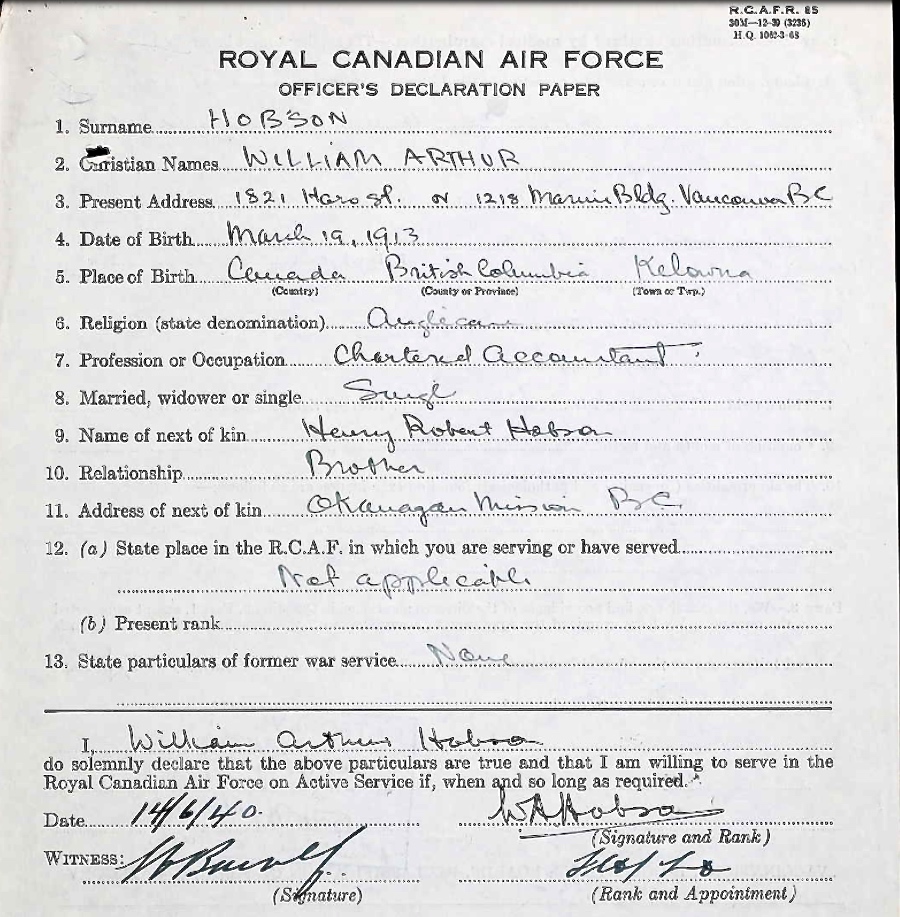 R.C.A.F.R. 85
30M—12-39 (3235)
H.Q. 1062-3-68
ROYAL CANADIAN AIR FORCE
OFFICER'S DECLARATION PAPER
1. Surname HOBSON
2. Christian Names WILLIAM ARTHUR
3. Present Address 1821 Haro St. or 1218 Marine Bldg. Vancouver BC
4. Date of Birth March 19, 1913
5. Place of Birth Canada British Columbia Kelowna
(Country) (County or Province) (Town or Twp.)
6. Religion (state denomination) Anglican
7. Profession or Occupation Chartered Accountant
8. Married, widower or single Single
9. Name of next of kin Henry Robert Hobson
10. Relationship Brother
11. Address of next of kin Okanagan Mission BC
12. (a) State place in the R.C.A.F. in which you are serving or have served
Not applicable
(b) Present rank
13. State particulars of former war service None
I, William Arthur Hobson
do solemnly declare that the above particulars are true and that I am willing to serve in the
Royal Canadian Air Force on Active Service if, when and so long as required.
Date 14/6/40. WAHobson
(Signature and Rank)
WITNESS:
(Signature) (Rank and Appointment)